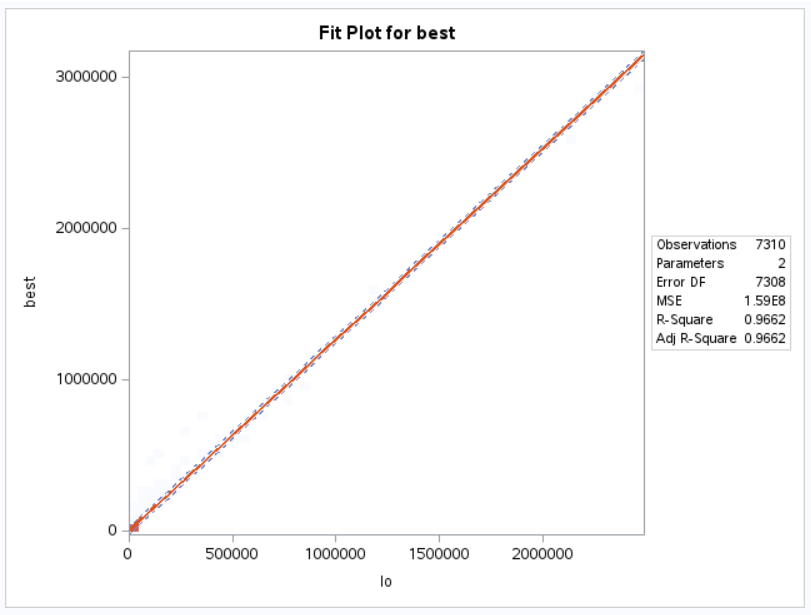 Fit Plot for best
3000000
2000000
1000000
0
best
0 500000 1000000 1500000 2000000
lo
Observations 7310
Parameters 2
Error DF 7308
MSE 1.59E8
R-Square 0.9662
Adj R-Square 0.9662